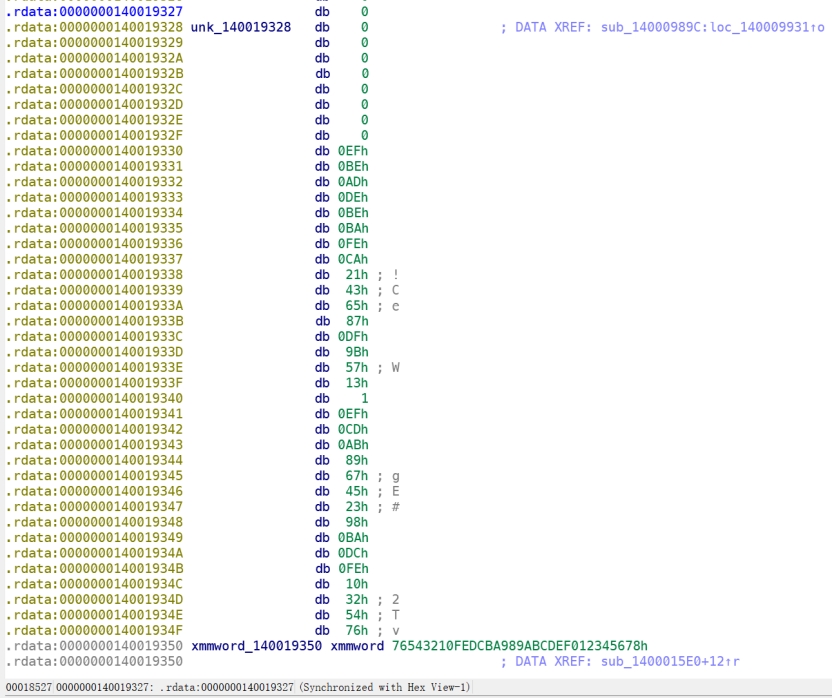 .rdata:0000000140019327 db 0
.rdata:0000000140019328 unk_140019328 db 0 ; DATA XREF: sub_14000989C:loc_140009931↑o
.rdata:0000000140019329 db 0
.rdata:000000014001932A db 0
.rdata:000000014001932B db 0
.rdata:000000014001932C db 0
.rdata:000000014001932D db 0
.rdata:000000014001932E db 0
.rdata:000000014001932F db 0
.rdata:0000000140019330 db 0EFh
.rdata:0000000140019331 db 0BEh
.rdata:0000000140019332 db 0ADh
.rdata:0000000140019333 db 0DEh
.rdata:0000000140019334 db 0BEh
.rdata:0000000140019335 db 0BAh
.rdata:0000000140019336 db 0FEh
.rdata:0000000140019337 db 0CAh
.rdata:0000000140019338 db 21h ; !
.rdata:0000000140019339 db 43h ; C
.rdata:000000014001933A db 65h ; e
.rdata:000000014001933B db 87h
.rdata:000000014001933C db 0DFh
.rdata:000000014001933D db 9Bh
.rdata:000000014001933E db 57h ; W
.rdata:000000014001933F db 13h
.rdata:0000000140019340 db 1
.rdata:0000000140019341 db 0EFh
.rdata:0000000140019342 db 0CDh
.rdata:0000000140019343 db 0ABh
.rdata:0000000140019344 db 89h
.rdata:0000000140019345 db 67h ; g
.rdata:0000000140019346 db 45h ; E
.rdata:0000000140019347 db 23h ; #
.rdata:0000000140019348 db 98h
.rdata:0000000140019349 db 0BAh
.rdata:000000014001934A db 0DCh
.rdata:000000014001934B db 0FEh
.rdata:000000014001934C db 10h
.rdata:000000014001934D db 32h ; 2
.rdata:000000014001934E db 54h ; T
.rdata:000000014001934F db 76h ; v
.rdata:0000000140019350 xmmword_140019350 xmmword 76543210FEDCBA989ABCDEF012345678h
.rdata:0000000140019350 ; DATA XREF: sub_1400015E0+12↑r
00018527 0000000140019327: .rdata:0000000140019327 (Synchronized with Hex View-1)